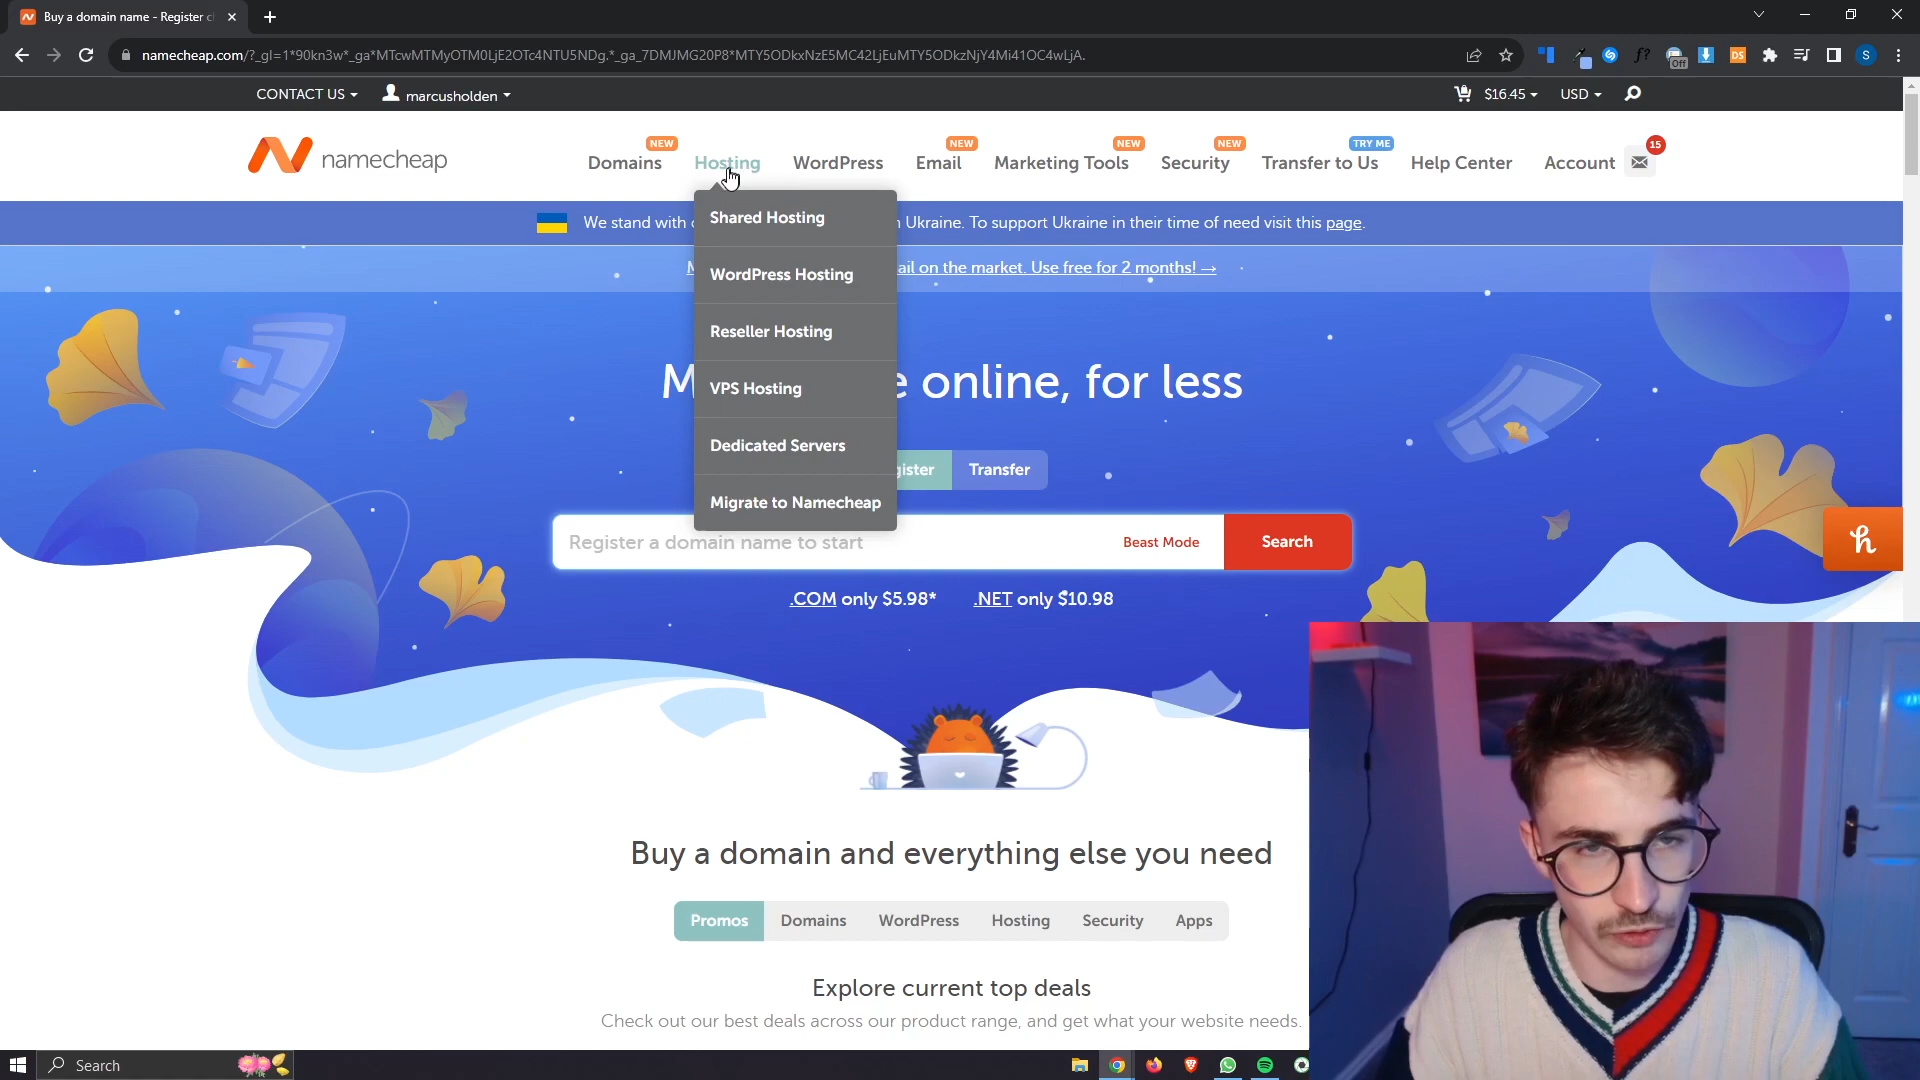 Buy a domain name - Register c
namecheap.com/?_gl=1*90kn3w*_ga*MTcwMTMyOTM0LjE2OTc4NTU5NDg.*_ga_7DMJMG20P8*MTY5ODkxNzE5MC42LjEuMTY5ODkzNjY4Mi41OC4wLjA.
Off
DS
S
CONTACT US
marcusholden
$16.45
USD
NEW
NEW
NEW
NEW
TRY ME
15
namecheap
Domains
Hosting
WordPress
Email
Marketing Tools
Security
Transfer to Us
Help Center
Account
Shared Hosting
We stand with
Ukraine. To support Ukraine in their time of need visit this page.
ail on the market. Use free for 2 months! →
WordPress Hosting
Reseller Hosting
VPS Hosting
Dedicated Servers
Migrate to Namecheap
online, for less
gister
Transfer
Register a domain name to start
Beast Mode
Search
.COM only $5.98*
.NET only $10.98
Buy a domain and everything else you need
Promos
Domains
WordPress
Hosting
Security
Apps
Explore current top deals
Check out our best deals across our product range, and get what your website needs.
Search